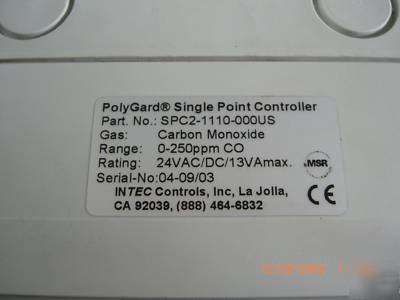 PolyGard® Single Point Controller
Part. No.: SPC2-1110-000US
Gas: Carbon Monoxide
Range: 0-250ppm CO
Rating: 24VAC/DC/13VAmax.
Serial-No: 04-09/03
MSR
CE
INTEC Controls, Inc, La Jolla,
CA 92039, (888) 464-6832